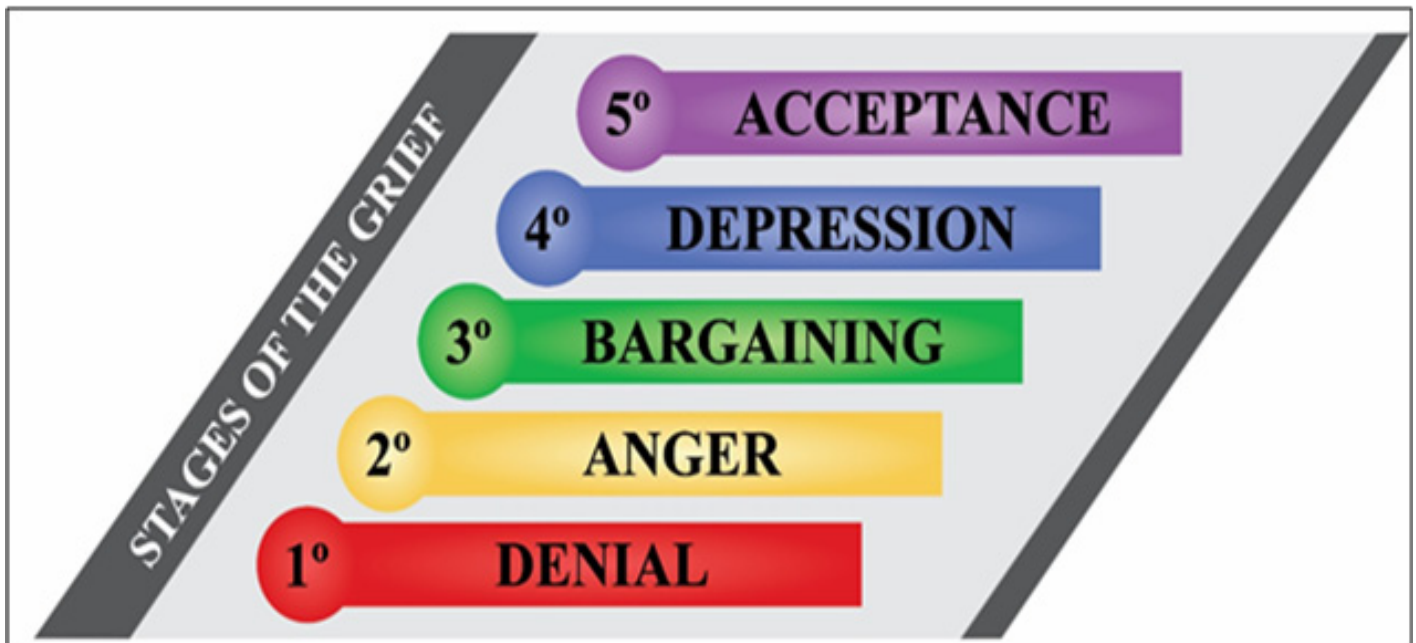 STAGES OF THE GRIEF
5º ACCEPTANCE
4º DEPRESSION
3º BARGAINING
2º ANGER
1º DENIAL